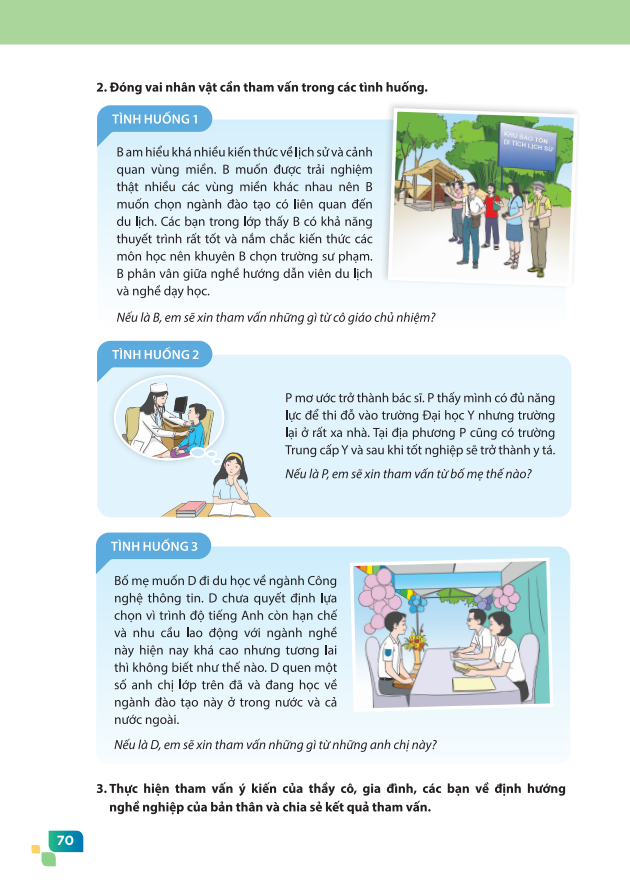 2. Đóng vai nhân vật cần tham vấn trong các tình huống.
TÌNH HUỐNG 1
B am hiểu khá nhiều kiến thức về lịch sử và cảnh
quan vùng miền. B muốn được trải nghiệm
thật nhiều các vùng miền khác nhau nên B
muốn chọn ngành đào tạo có liên quan đến
du lịch. Các bạn trong lớp thấy B có khả năng
thuyết trình rất tốt và nắm chắc kiến thức các
môn học nên khuyên B chọn trường sư phạm.
B phân vân giữa nghề hướng dẫn viên du lịch
và nghề dạy học.
KHU BẢO TỒN
DI TÍCH LỊCH SỬ
Nếu là B, em sẽ xin tham vấn những gì từ cô giáo chủ nhiệm?
TÌNH HUỐNG 2
P mơ ước trở thành bác sĩ. P thấy mình có đủ năng
lực để thi đỗ vào trường Đại học Y nhưng trường
lại ở rất xa nhà. Tại địa phương P cũng có trường
Trung cấp Y và sau khi tốt nghiệp sẽ trở thành y tá.
Nếu là P, em sẽ xin tham vấn từ bố mẹ thế nào?
TÌNH HUỐNG 3
Bố mẹ muốn D đi du học về ngành Công
nghệ thông tin. D chưa quyết định lựa
chọn vì trình độ tiếng Anh còn hạn chế
và nhu cầu lao động với ngành nghề
này hiện nay khá cao nhưng tương lai
thì không biết như thế nào. D quen một
số anh chị lớp trên đã và đang học về
ngành đào tạo này ở trong nước và cả
nước ngoài.
Nếu là D, em sẽ xin tham vấn những gì từ những anh chị này?
3. Thực hiện tham vấn ý kiến của thầy cô, gia đình, các bạn về định hướng
nghề nghiệp của bản thân và chia sẻ kết quả tham vấn.
70